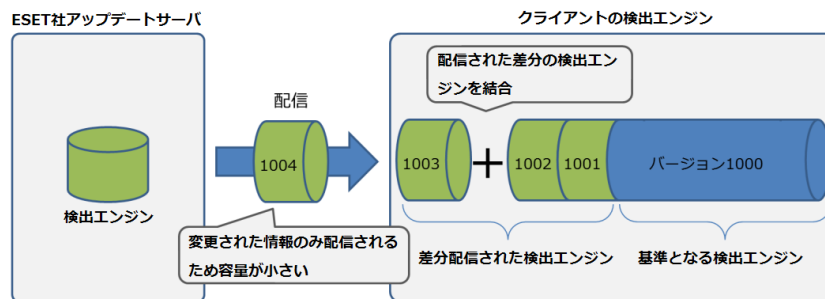 ESET社アップデートサーバ
クライアントの検出エンジン
配信された差分の検出エン
ジンを結合
配信
1004
1003
1002
1001
バージョン1000
検出エンジン
変更された情報のみ配信される
ため容量が小さい
差分配信された検出エンジン
基準となる検出エンジン